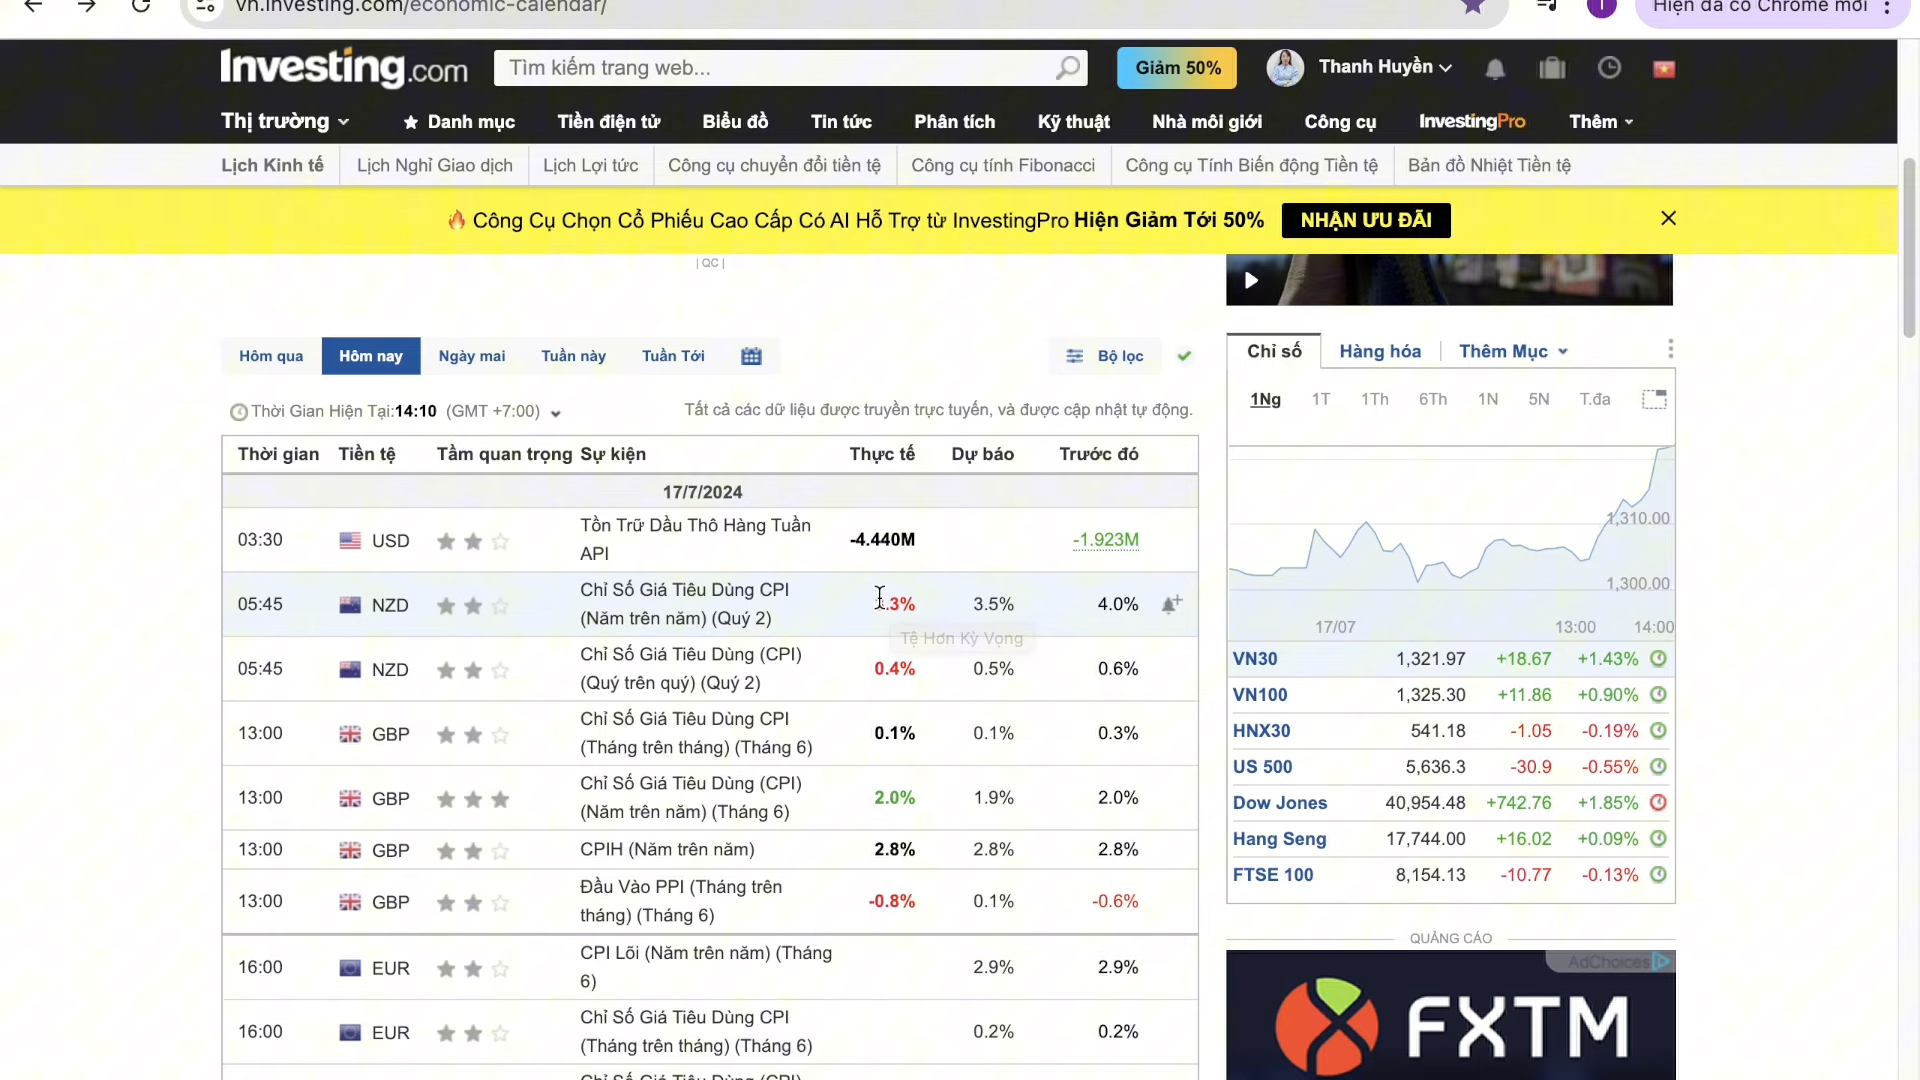 vn.investing.com/economic-calendar/
T
Hiện đã có Chrome mới
Investing.com
Tìm kiếm trang web...
Giảm 50%
Thanh Huyền
Thị trường
Danh mục
Tiền điện tử
Biểu đồ
Tin tức
Phân tích
Kỹ thuật
Nhà môi giới
Công cụ
InvestingPro
Thêm
Lịch Kinh tế
Lịch Nghỉ Giao dịch
Lịch Lợi tức
Công cụ chuyển đổi tiền tệ
Công cụ tính Fibonacci
Công cụ Tính Biến động Tiền tệ
Bản đồ Nhiệt Tiền tệ
Công Cụ Chọn Cổ Phiếu Cao Cấp Có AI Hỗ Trợ từ InvestingPro Hiện Giảm Tới 50% NHẬN ƯU ĐÃI
| QC |
Hôm qua Hôm nay Ngày mai Tuần này Tuần Tới Bộ lọc
Thời Gian Hiện Tại:14:10 (GMT +7:00) Tất cả các dữ liệu được truyền trực tuyến, và được cập nhật tự động.
Thời gian Tiền tệ Tầm quan trọng Sự kiện Thực tế Dự báo Trước đó
17/7/2024
03:30 USD Tồn Trữ Dầu Thô Hàng Tuần -4.440M -1.923M
API
05:45 NZD Chỉ Số Giá Tiêu Dùng CPI .3% 3.5% 4.0%
(Năm trên năm) (Quý 2)
Tệ Hơn Kỳ Vọng
05:45 NZD Chỉ Số Giá Tiêu Dùng (CPI) 0.4% 0.5% 0.6%
(Quý trên quý) (Quý 2)
13:00 GBP Chỉ Số Giá Tiêu Dùng CPI 0.1% 0.1% 0.3%
(Tháng trên tháng) (Tháng 6)
13:00 GBP Chỉ Số Giá Tiêu Dùng (CPI) 2.0% 1.9% 2.0%
(Năm trên năm) (Tháng 6)
13:00 GBP CPIH (Năm trên năm) 2.8% 2.8% 2.8%
13:00 GBP Đầu Vào PPI (Tháng trên -0.8% 0.1% -0.6%
tháng) (Tháng 6)
16:00 EUR CPI Lõi (Năm trên năm) (Tháng 2.9% 2.9%
6)
16:00 EUR Chỉ Số Giá Tiêu Dùng CPI 0.2% 0.2%
(Tháng trên tháng) (Tháng 6)
Chỉ Số Giá Tiêu Dùng (CPI)
Chỉ số Hàng hóa Thêm Mục
1Ng 1T 1Th 6Th 1N 5N T.đa
1,310.00
1,300.00
17/07 13:00 14:00
VN30 1,321.97 +18.67 +1.43%
VN100 1,325.30 +11.86 +0.90%
HNX30 541.18 -1.05 -0.19%
US 500 5,636.3 -30.9 -0.55%
Dow Jones 40,954.48 +742.76 +1.85%
Hang Seng 17,744.00 +16.02 +0.09%
FTSE 100 8,154.13 -10.77 -0.13%
QUẢNG CÁO
AdChoices
FXTM